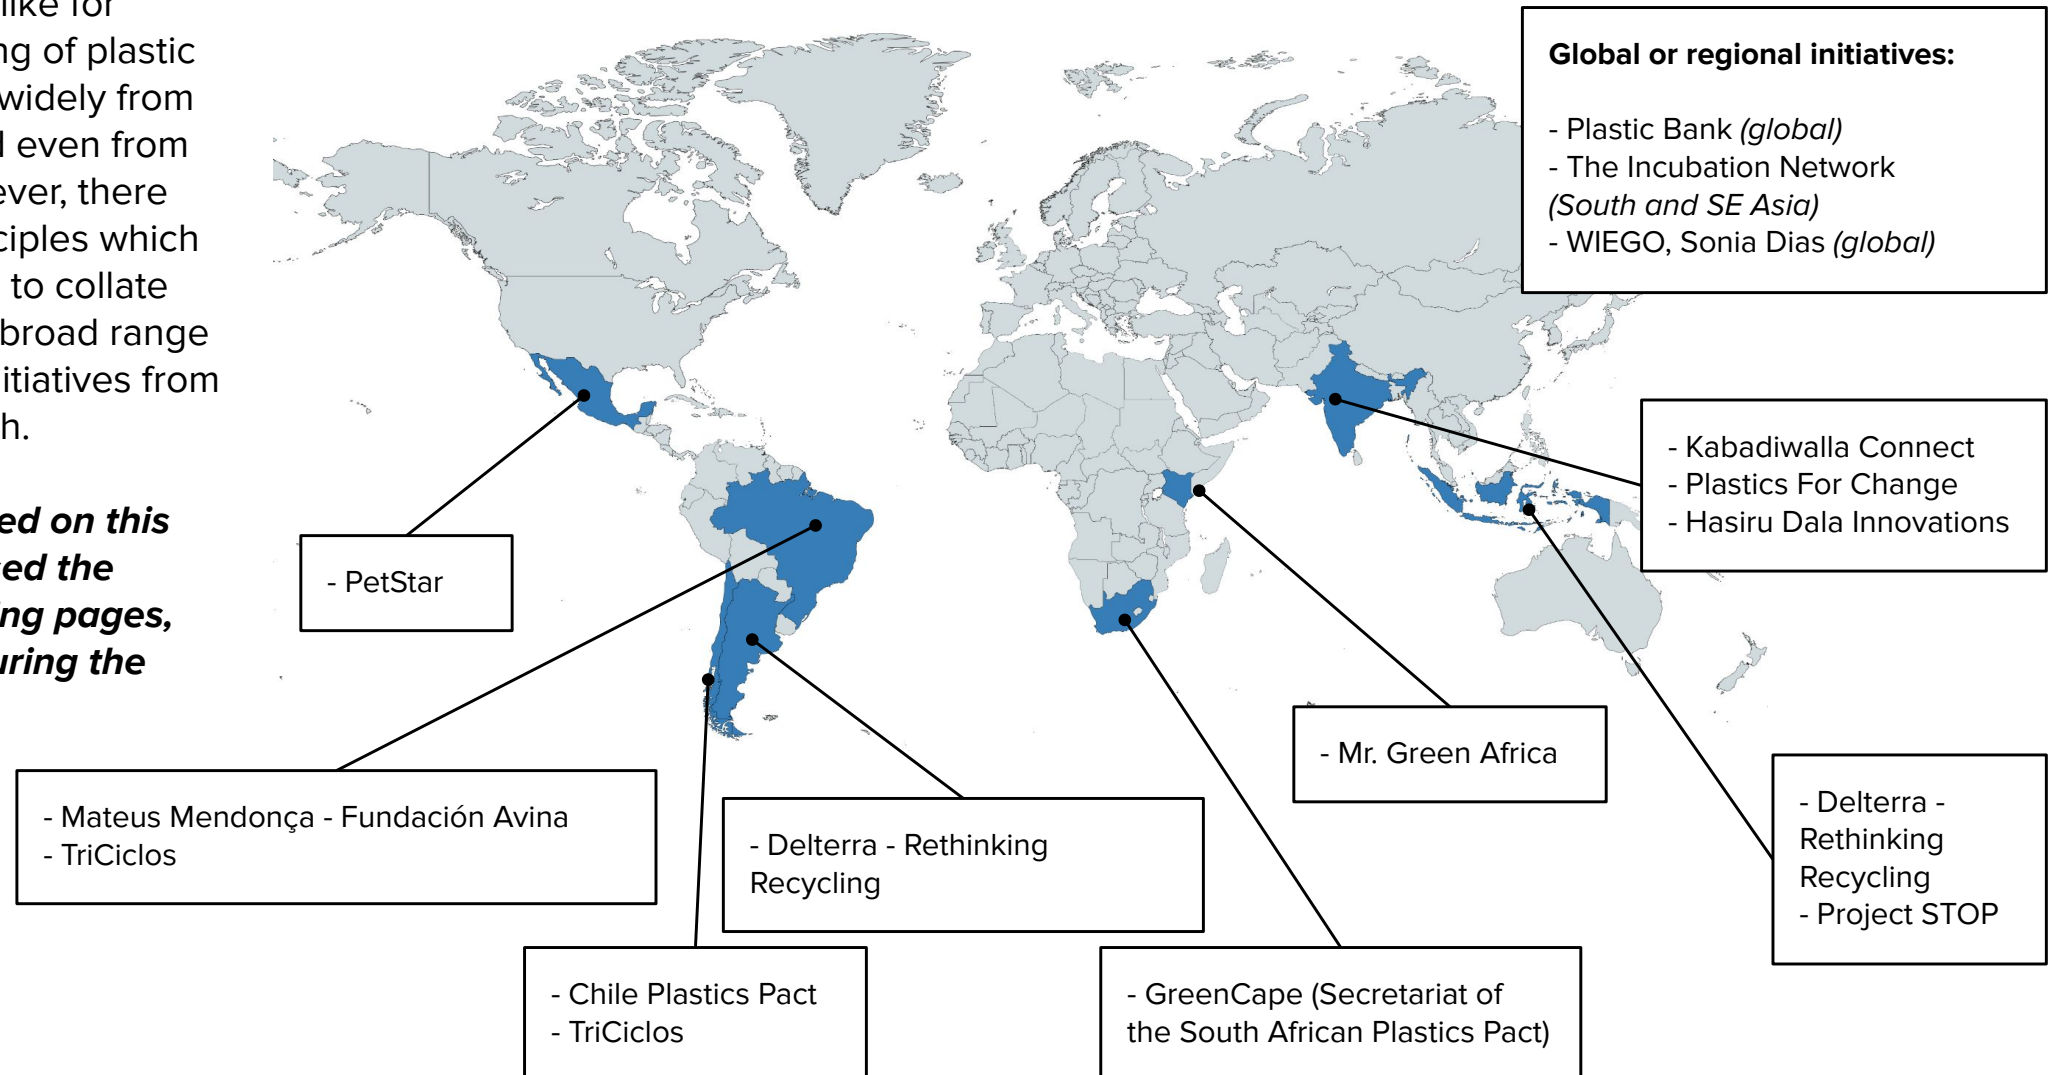 like for
ng of plastic
widely from
d even from
ever, there
ciples which
to collate
broad range
itiatives from
h.
ed on this
ed the
ing pages,
uring the
Global or regional initiatives:
- Plastic Bank (global)
- The Incubation Network
(South and SE Asia)
- WIEGO, Sonia Dias (global)
- Kabadiwalla Connect
- Plastics For Change
- Hasiru Dala Innovations
- PetStar
- Mr. Green Africa
- Mateus Mendonça - Fundación Avina
- TriCiclos
- Delterra - Rethinking
Recycling
- Delterra -
Rethinking
Recycling
- Project STOP
- Chile Plastics Pact
- TriCiclos
- GreenCape (Secretariat of
the South African Plastics Pact)